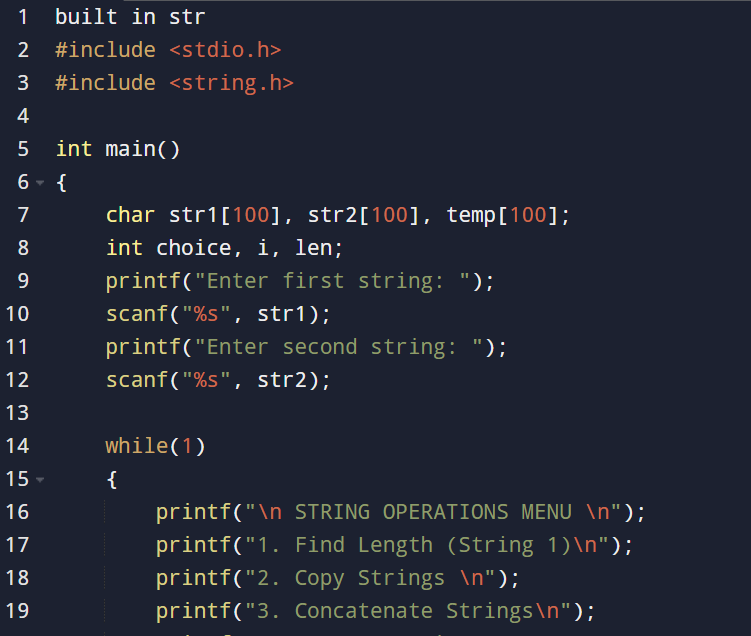 1 built in str
2 #include <stdio.h>
3 #include <string.h>
4
5 int main()
6 {
7     char str1[100], str2[100], temp[100];
8     int choice, i, len;
9     printf("Enter first string: ");
10     scanf("%s", str1);
11     printf("Enter second string: ");
12     scanf("%s", str2);
13
14     while(1)
15     {
16         printf("\n STRING OPERATIONS MENU \n");
17         printf("1. Find Length (String 1)\n");
18         printf("2. Copy Strings \n");
19         printf("3. Concatenate Strings\n");